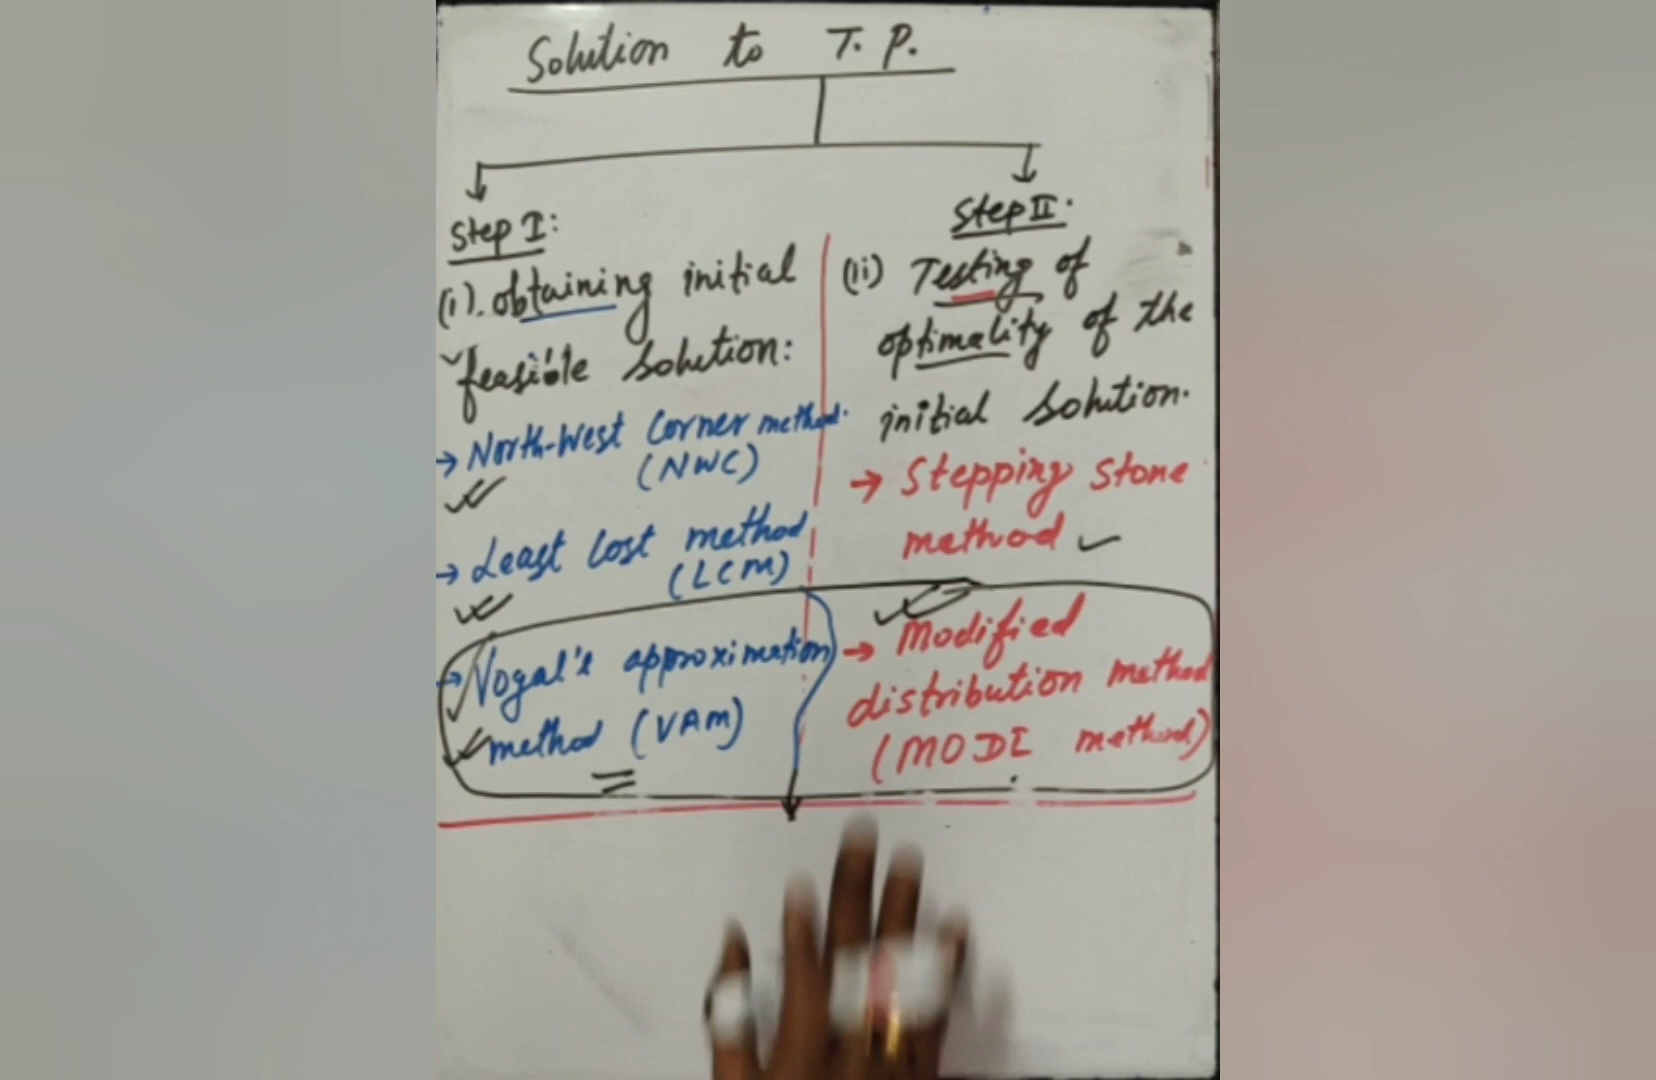 Solution to T. P.
Step I:
(i). obtaining initial
feasible solution:
→ North-West Corner method.
(NWC)
→ Least Cost method
(LCM)
→ Vogal's approximation
method (VAM)
Step II.
(ii) Testing of
optimality of the
initial solution.
→ Stepping Stone
method
→ Modified
distribution method
(MODI method)